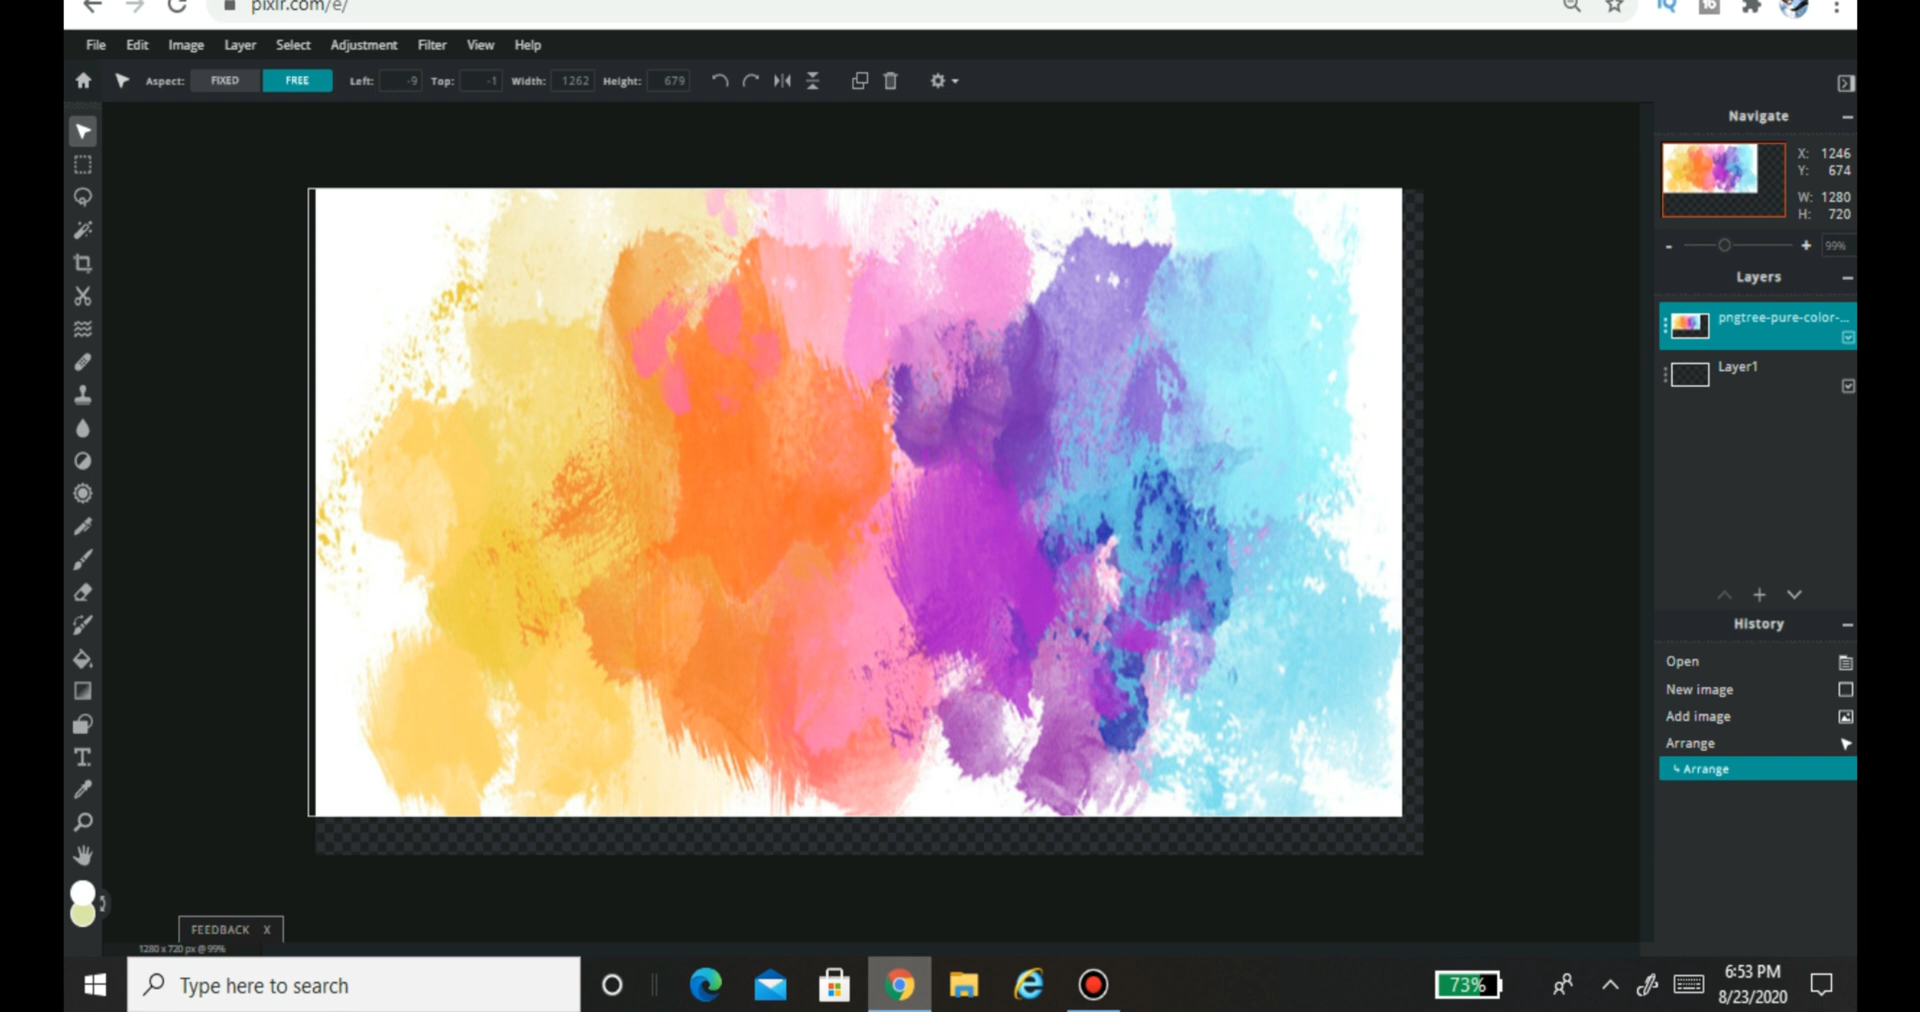 pixlr.com/e/
File Edit Image Layer Select Adjustment Filter View Help
Aspect: FIXED FREE Left: -9 Top: -1 Width: 1262 Height: 679
Navigate
X: 1246
Y: 674
W: 1280
H: 720
99%
Layers
pngtree-pure-color-...
Layer1
History
Open
New image
Add image
Arrange
Arrange
FEEDBACK X
1280 x 720 px @ 99%
Type here to search
73%
6:53 PM
8/23/2020